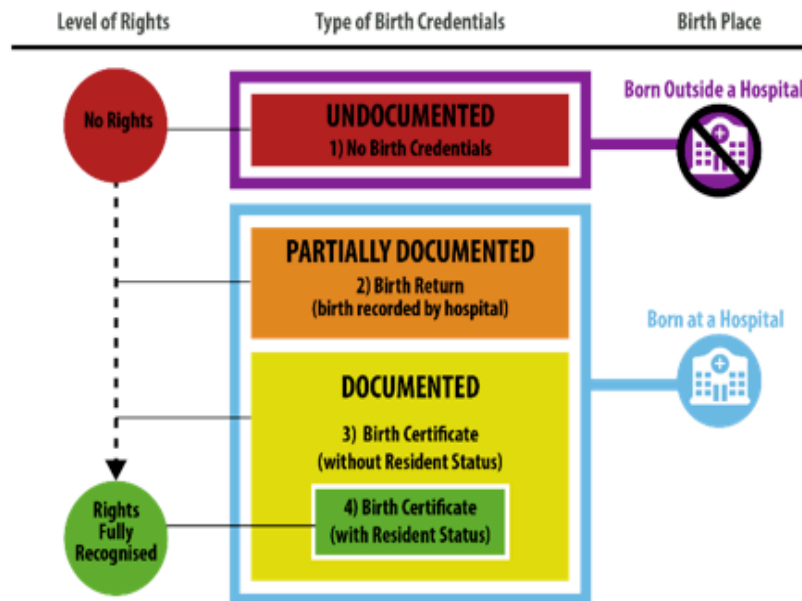 Level of Rights
Type of Birth Credentials
Birth Place
No Rights
UNDOCUMENTED
1) No Birth Credentials
Born Outside a Hospital
PARTIALLY DOCUMENTED
2) Birth Return
(birth recorded by hospital)
Born at a Hospital
DOCUMENTED
3) Birth Certificate
(without Resident Status)
4) Birth Certificate
(with Resident Status)
Rights
Fully
Recognised